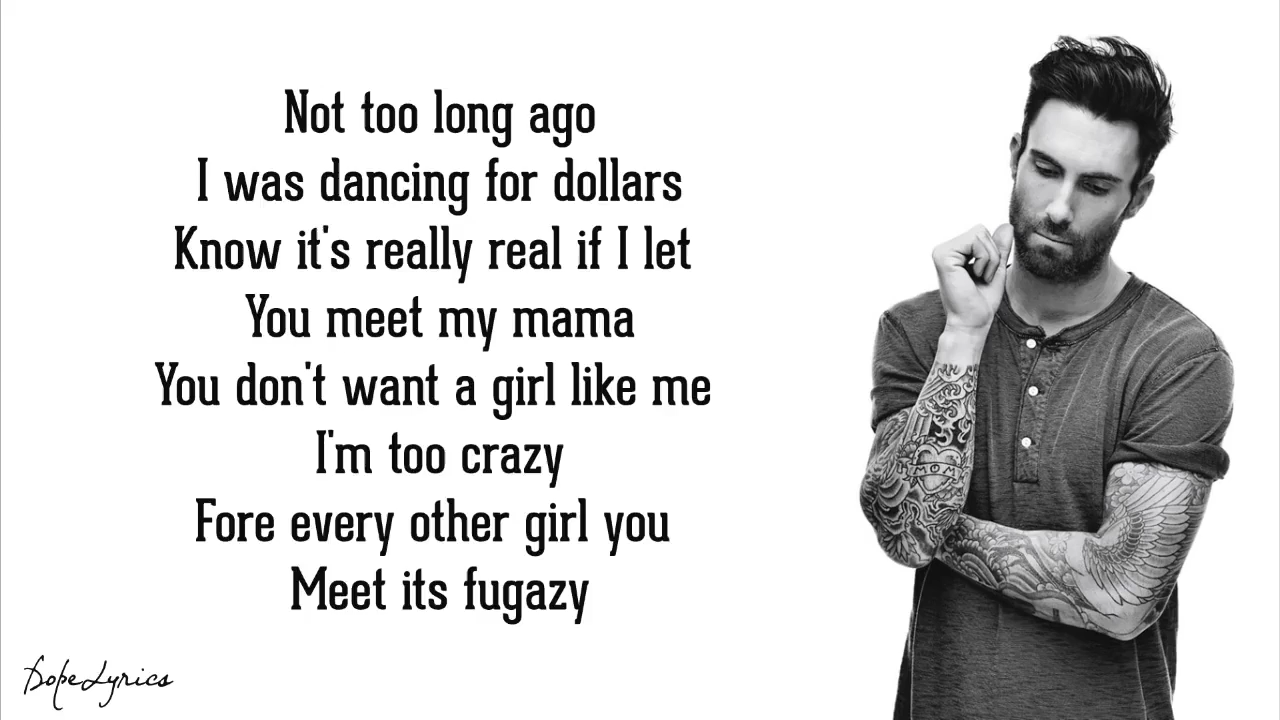 Not too long ago
I was dancing for dollars
Know it's really real if I let
You meet my mama
You don't want a girl like me
I'm too crazy
Fore every other girl you
Meet its fugazy
MOM
DopeLyrics